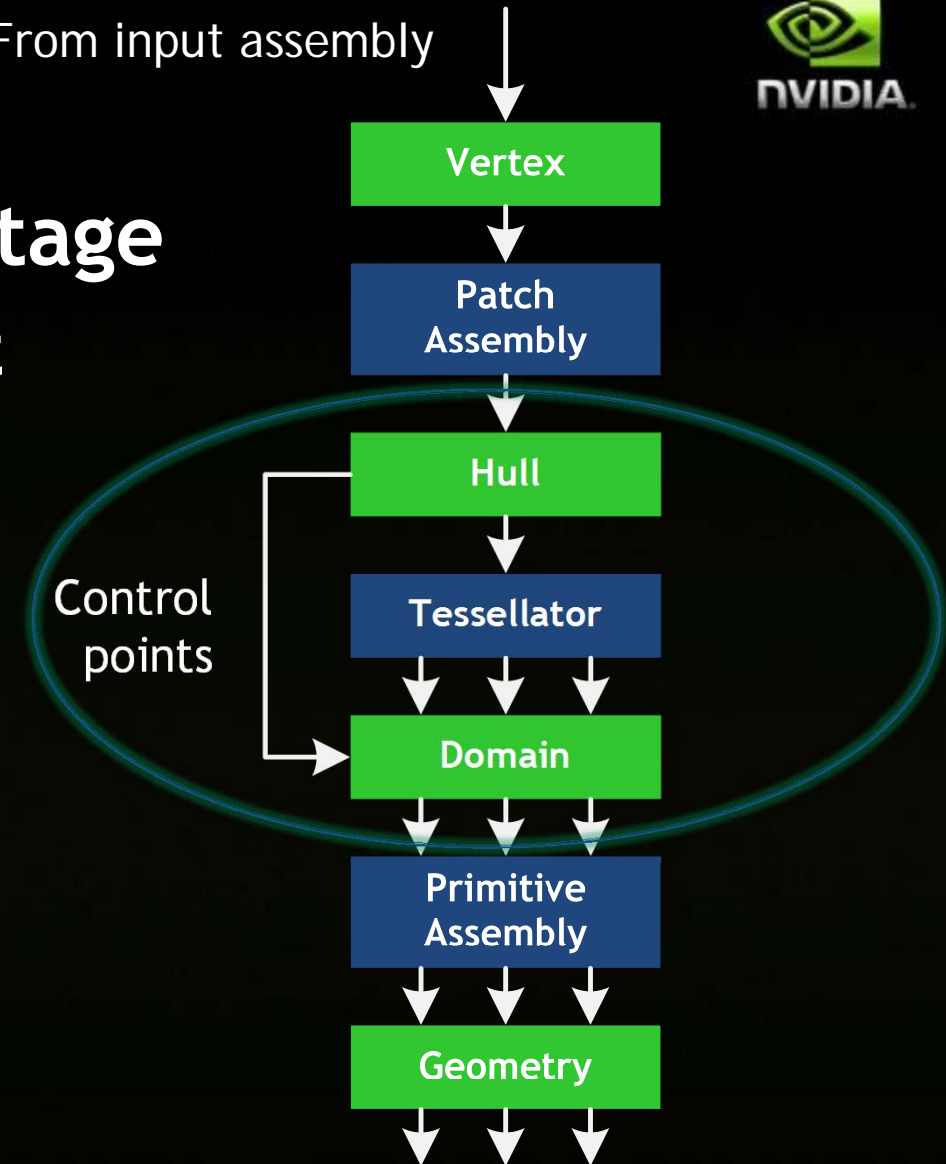 From input assembly
NVIDIA.
Vertex
tage
Patch
Assembly
Hull
Control
points
Tessellator
Domain
Primitive
Assembly
Geometry